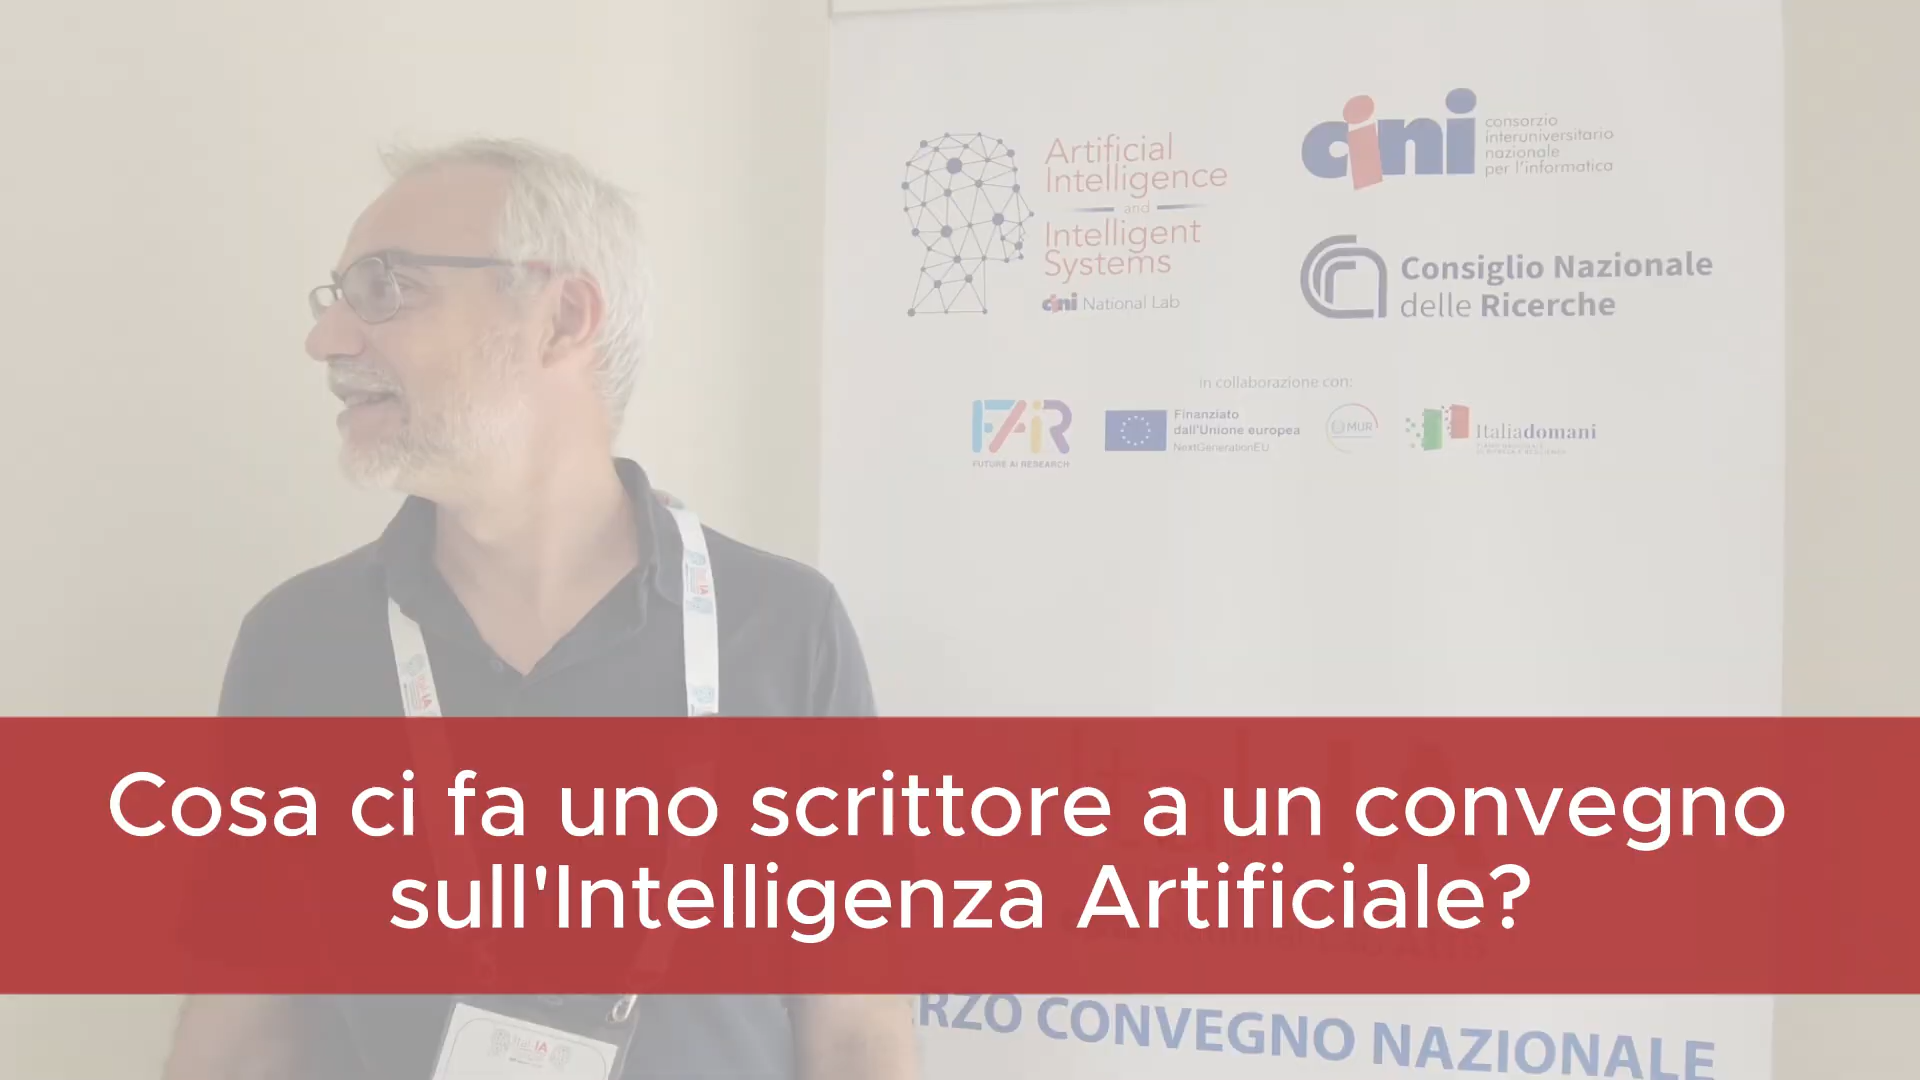 Artificial
Intelligence
and
Intelligent
Systems
cini National Lab
cini
consorzio
interuniversitario
nazionale
per l'informatica
Consiglio Nazionale
delle Ricerche
in collaborazione con:
FAIR
FUTURE AI RESEARCH
Finanziato
dall'Unione europea
NextGenerationEU
MUR
Italiadomani
Cosa ci fa uno scrittore a un convegno
sull'Intelligenza Artificiale?
RZO CONVEGNO NAZIONALE
Ital-IA